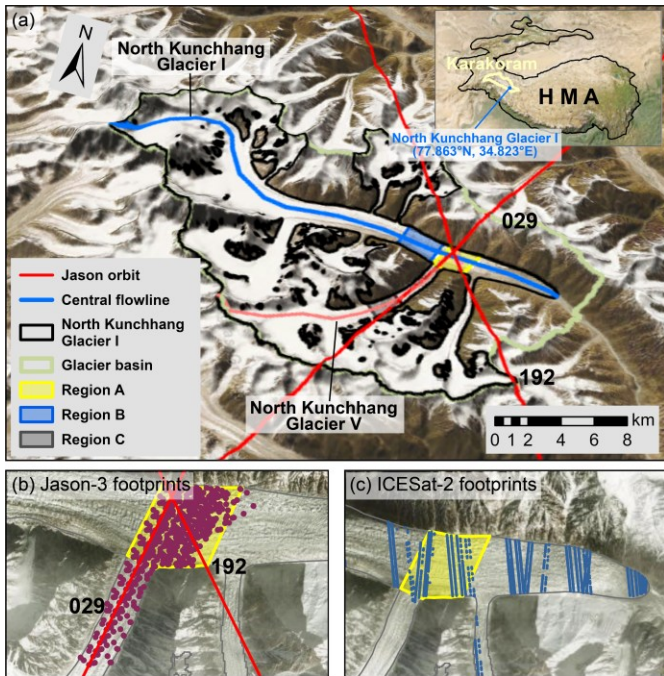 (a)
N
North Kunchhang
Glacier I
Karakoram
HMA
North Kunchhang Glacier I
(77.863°N, 34.823°E)
029
Jason orbit
Central flowline
North Kunchhang
Glacier I
Glacier basin
Region A
Region B
Region C
192
North Kunchhang
Glacier V
km
0 1 2 4 6 8
(b) Jason-3 footprints
192
029
(c) ICESat-2 footprints